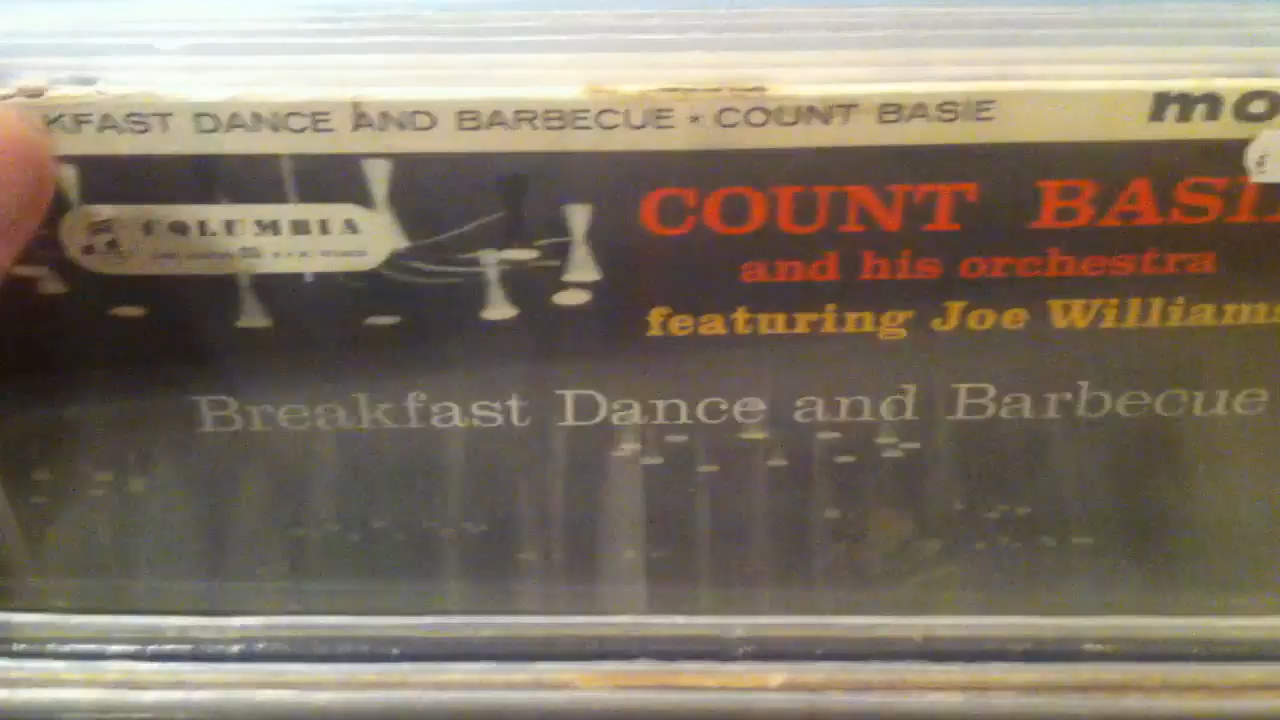 KFAST DANCE AND BARBECUE * COUNT BASIE
mo
COLUMBIA
COUNT BASI
and his orchestra
featuring Joe Williams
Breakfast Dance and Barbecue